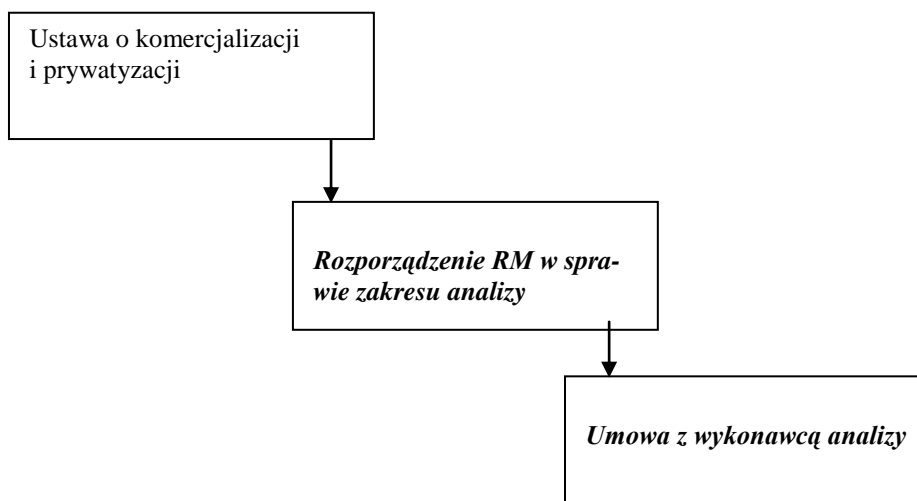 Ustawa o komercjalizacji
i prywatyzacji
Rozporządzenie RM w spra-
wie zakresu analizy
Umowa z wykonawcą analizy